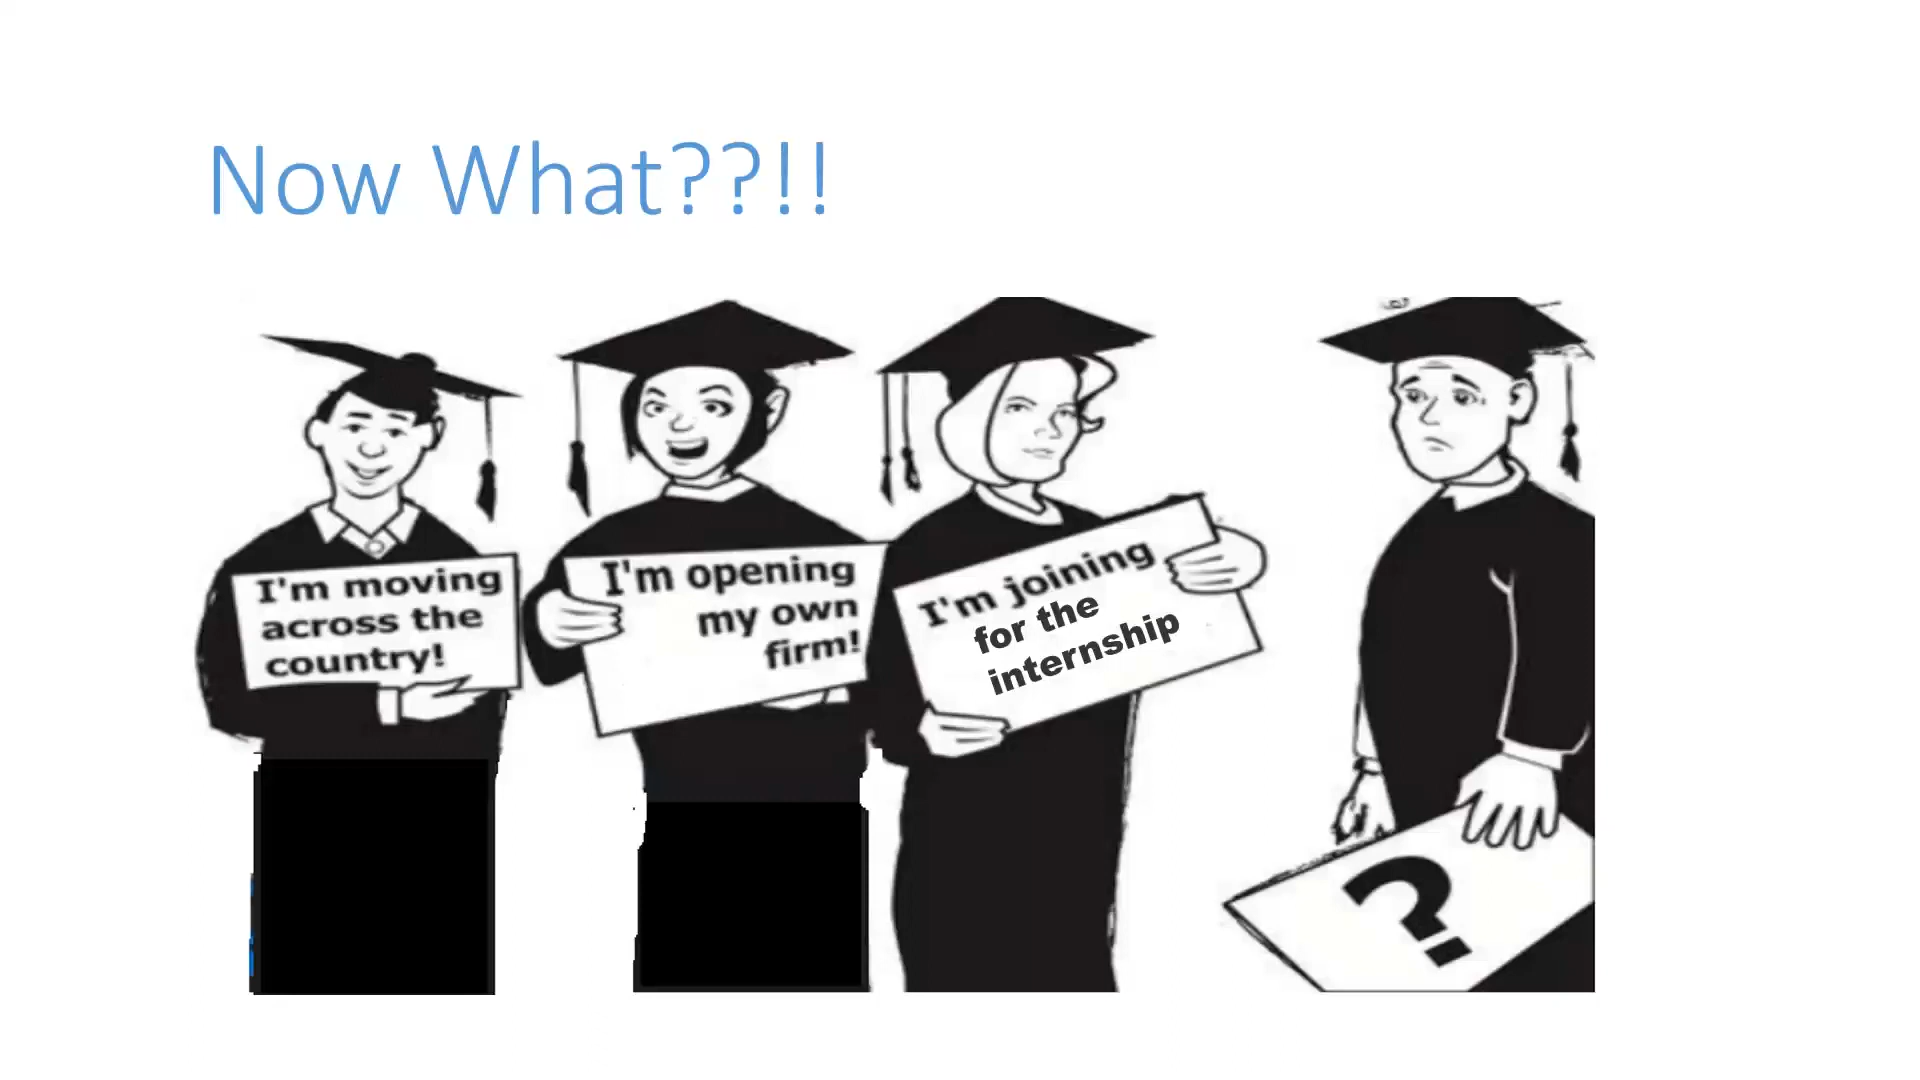 Now What??!!
I'm moving
across the
country!
I'm opening
my own
firm!
I'm joining
for the
internship
?